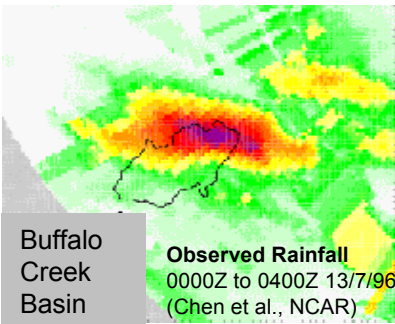 Buffalo
Creek
Basin
Observed Rainfall
0000Z to 0400Z 13/7/96
(Chen et al., NCAR)